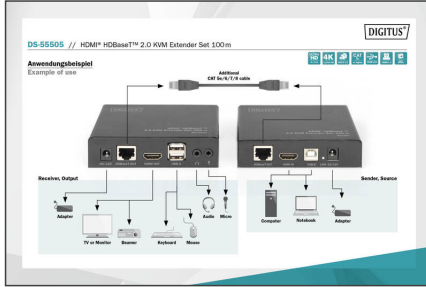 DIGITUS®
DS-55505 // HDMI® HDBaseT™ 2.0 KVM Extender Set 100m
Anwendungsbeispiel
Example of use
4K
CAT
Additional
CAT 5e/6/7/8 cable
DIGITUS
Receiver, Output
Sender, Source
Adapter
TV or Monitor
Beamer
Keyboard
Mouse
Audio
Micro
Computer
Notebook
Adapter